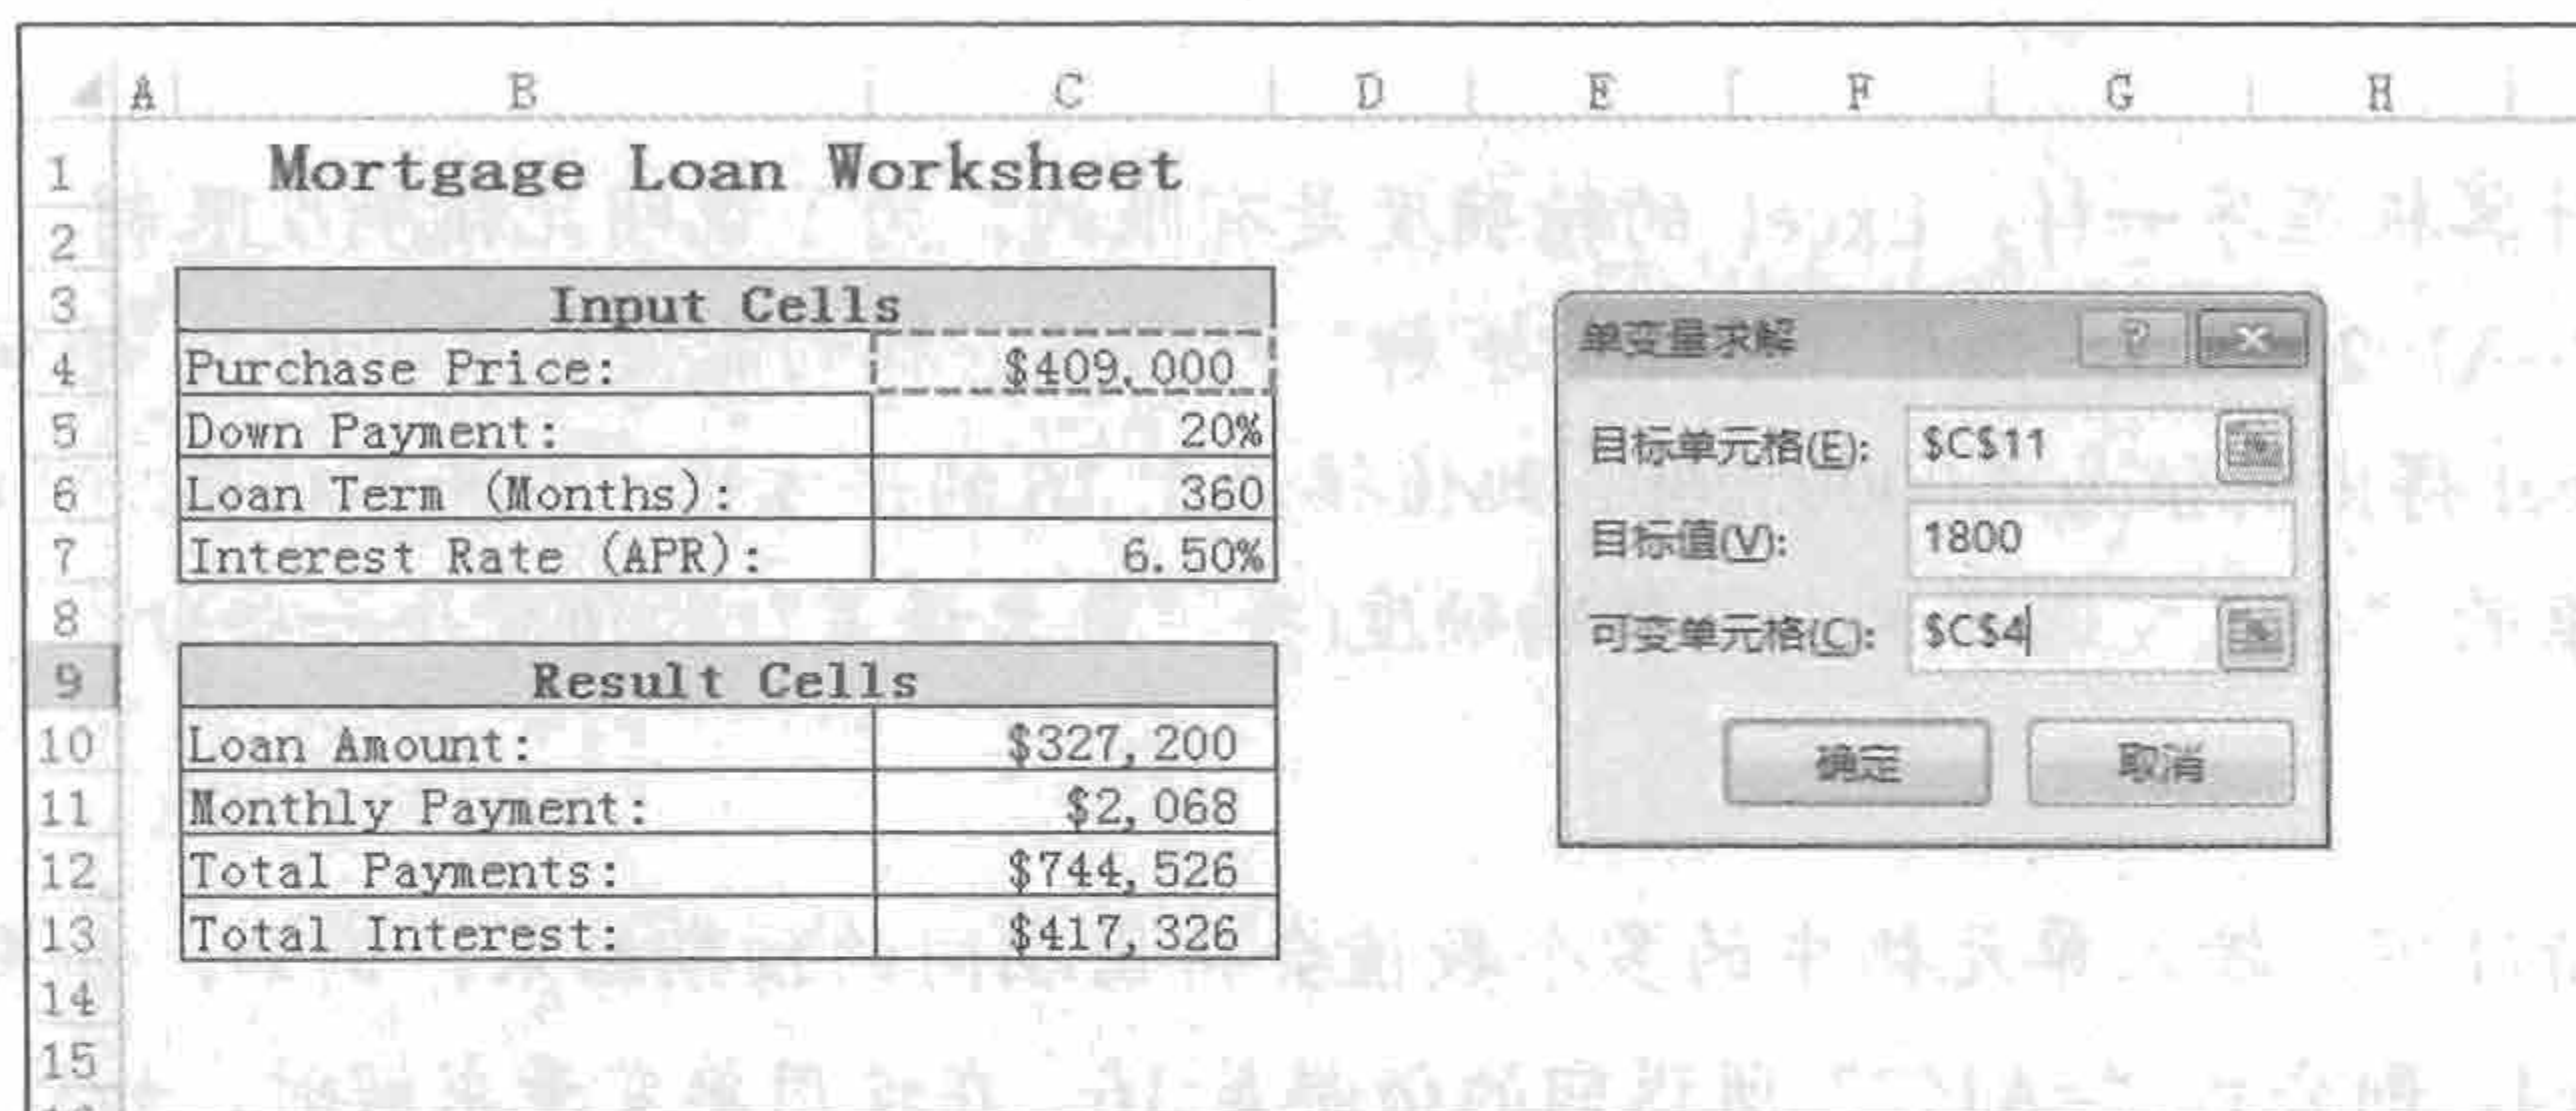 A B C D E F G H
1 Mortgage Loan Worksheet
2
3 Input Cells
4 Purchase Price: $409,000
5 Down Payment: 20%
6 Loan Term (Months): 360
7 Interest Rate (APR): 6.50%
8
9 Result Cells
10 Loan Amount: $327,200
11 Monthly Payment: $2,068
12 Total Payments: $744,526
13 Total Interest: $417,326
14
15
单变量求解
目标单元格(E): $C$11
目标值(V): 1800
可变单元格(C): $C$4
确定 取消